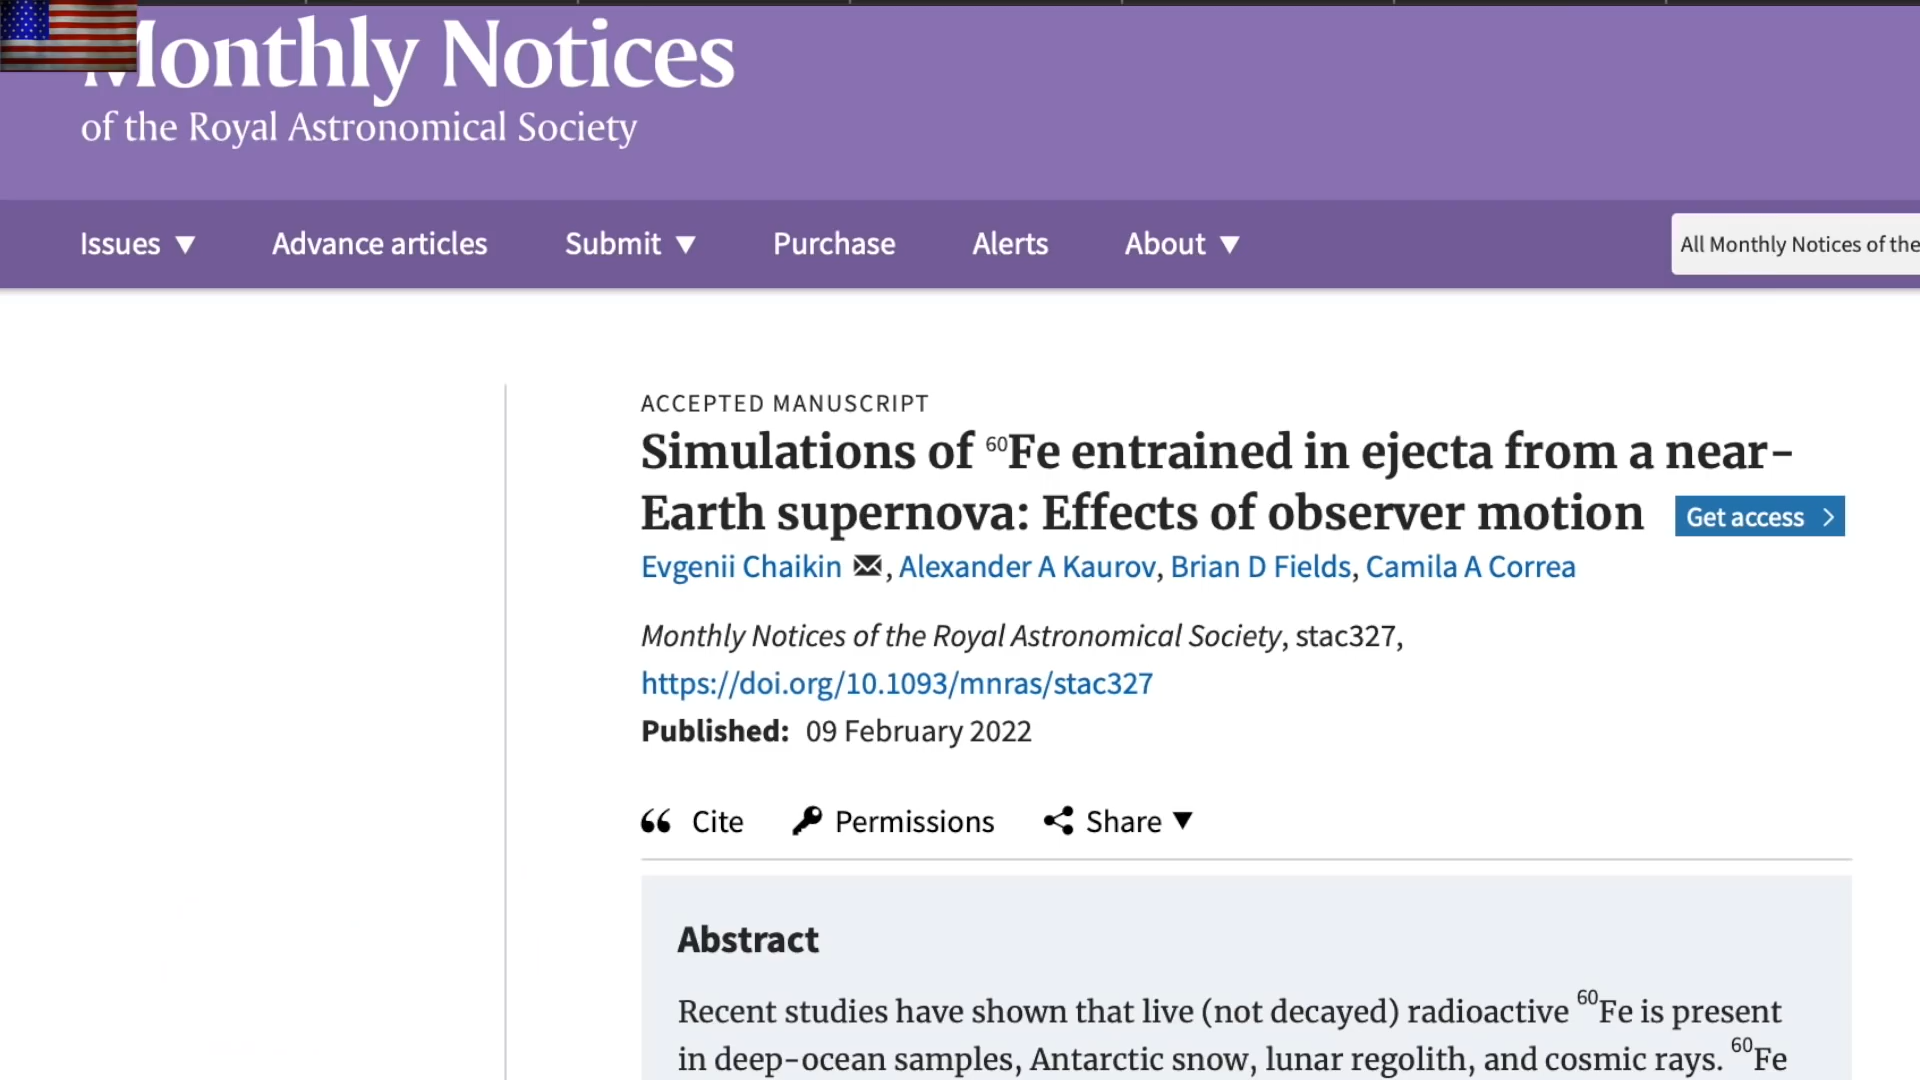 Monthly Notices
of the Royal Astronomical Society
Issues ▼ Advance articles Submit ▼ Purchase Alerts About ▼ All Monthly Notices of the
ACCEPTED MANUSCRIPT
Simulations of ⁶⁰Fe entrained in ejecta from a near-
Earth supernova: Effects of observer motion Get access >
Evgenii Chaikin, Alexander A Kaurov, Brian D Fields, Camila A Correa
Monthly Notices of the Royal Astronomical Society, stac327,
https://doi.org/10.1093/mnras/stac327
Published: 09 February 2022
Cite Permissions Share ▼
Abstract
Recent studies have shown that live (not decayed) radioactive ⁶⁰Fe is present
in deep-ocean samples, Antarctic snow, lunar regolith, and cosmic rays. ⁶⁰Fe